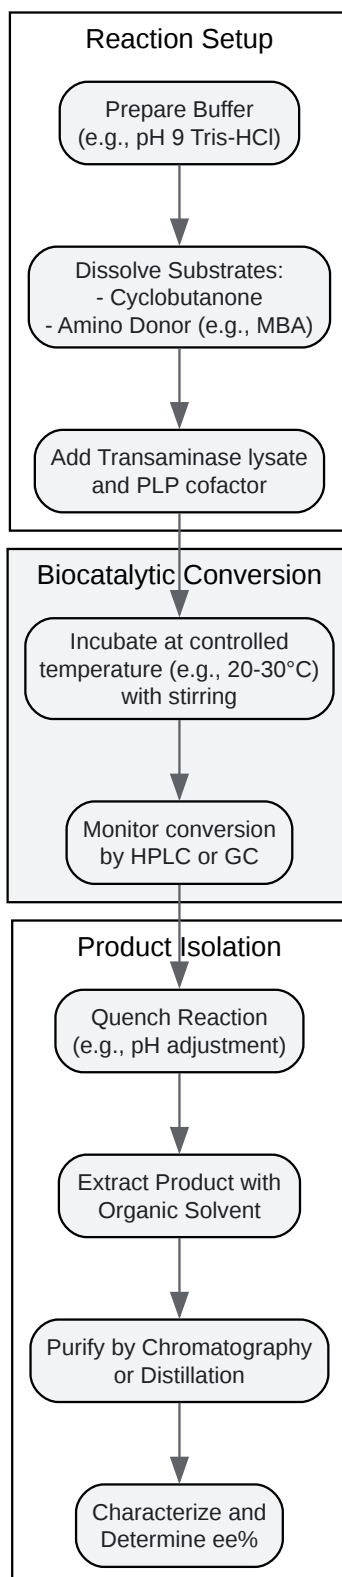 Reaction Setup
Prepare Buffer
(e.g., pH 9 Tris-HCl)
Dissolve Substrates:
- Cyclobutanone
- Amino Donor (e.g., MBA)
Add Transaminase lysate
and PLP cofactor
Biocatalytic Conversion
Incubate at controlled
temperature (e.g., 20-30°C)
with stirring
Monitor conversion
by HPLC or GC
Product Isolation
Quench Reaction
(e.g., pH adjustment)
Extract Product with
Organic Solvent
Purify by Chromatography
or Distillation
Characterize and
Determine ee%